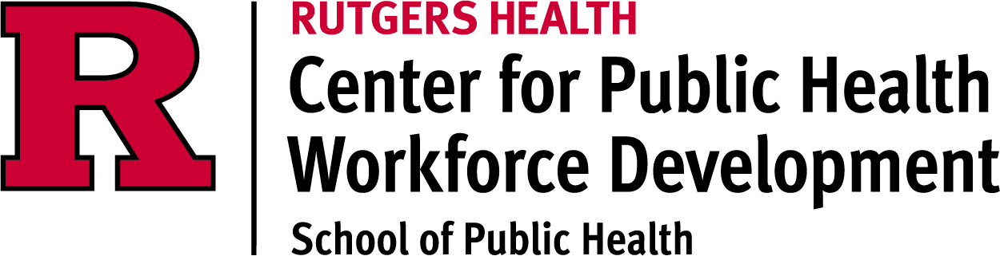 R
RUTGERS HEALTH
Center for Public Health
Workforce Development
School of Public Health